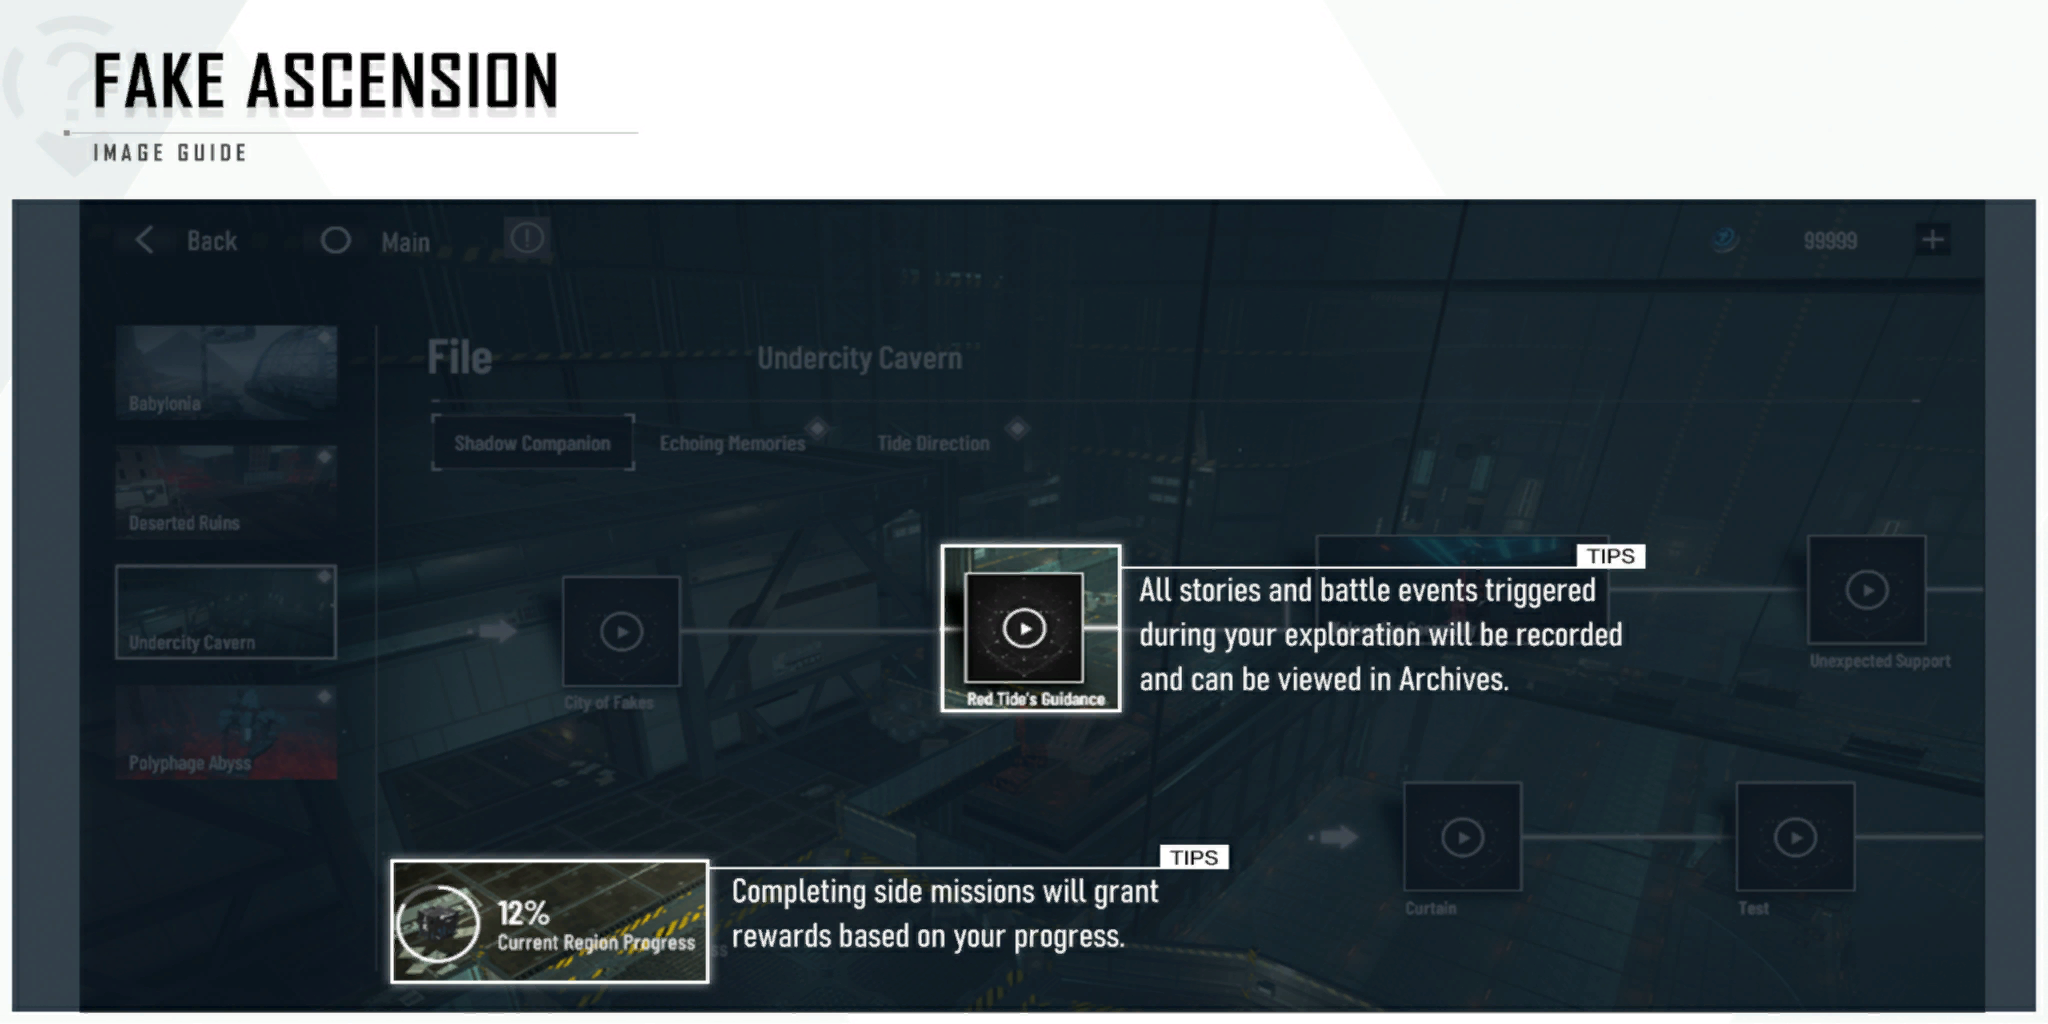 FAKE ASCENSION
IMAGE GUIDE
Back
Main
99999
Babylonia
Deserted Ruins
Undercity Cavern
Polyphage Abyss
File
Undercity Cavern
Shadow Companion
Echoing Memories
Tide Direction
City of Fakes
Red Tide's Guidance
TIPS
All stories and battle events triggered
during your exploration will be recorded
and can be viewed in Archives.
Unexpected Support
Curtain
Test
12%
Current Region Progress
TIPS
Completing side missions will grant
rewards based on your progress.